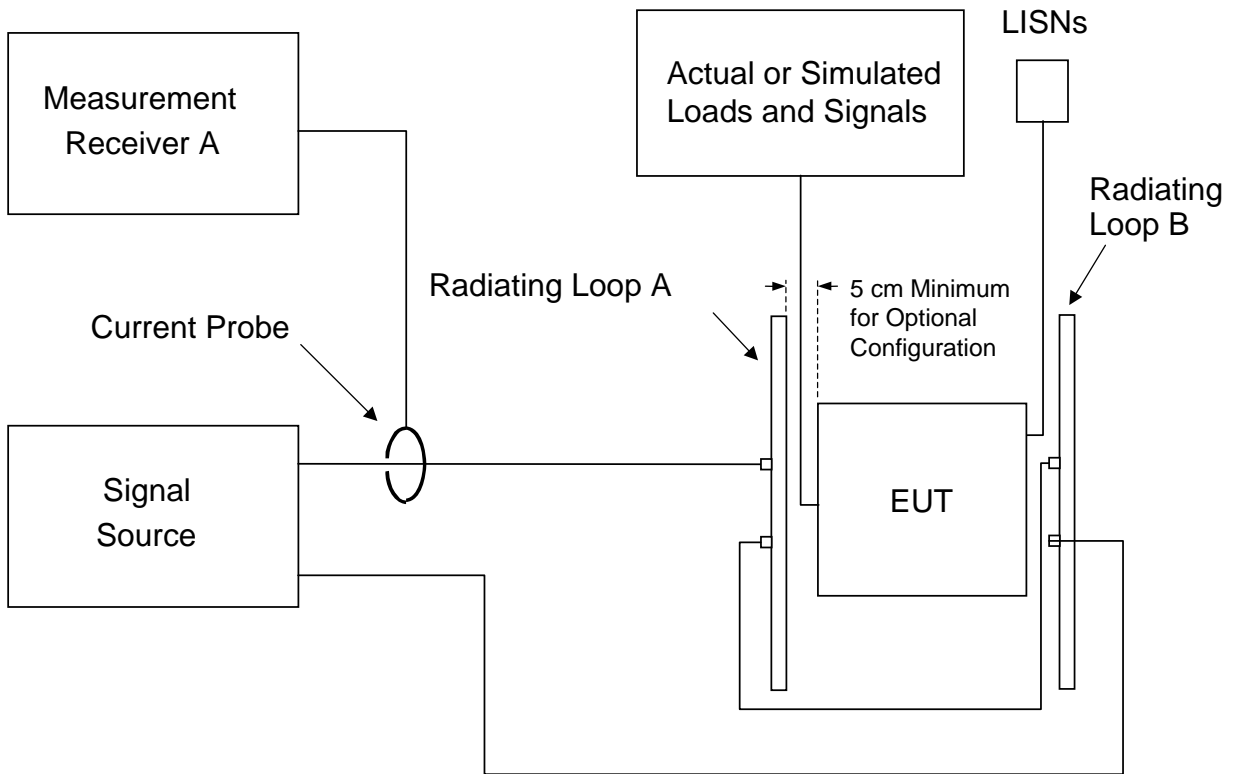 Measurement
Receiver A
Actual or Simulated
Loads and Signals
LISNs
Radiating
Loop B
Radiating Loop A
5 cm Minimum
for Optional
Configuration
Current Probe
Signal
Source
EUT